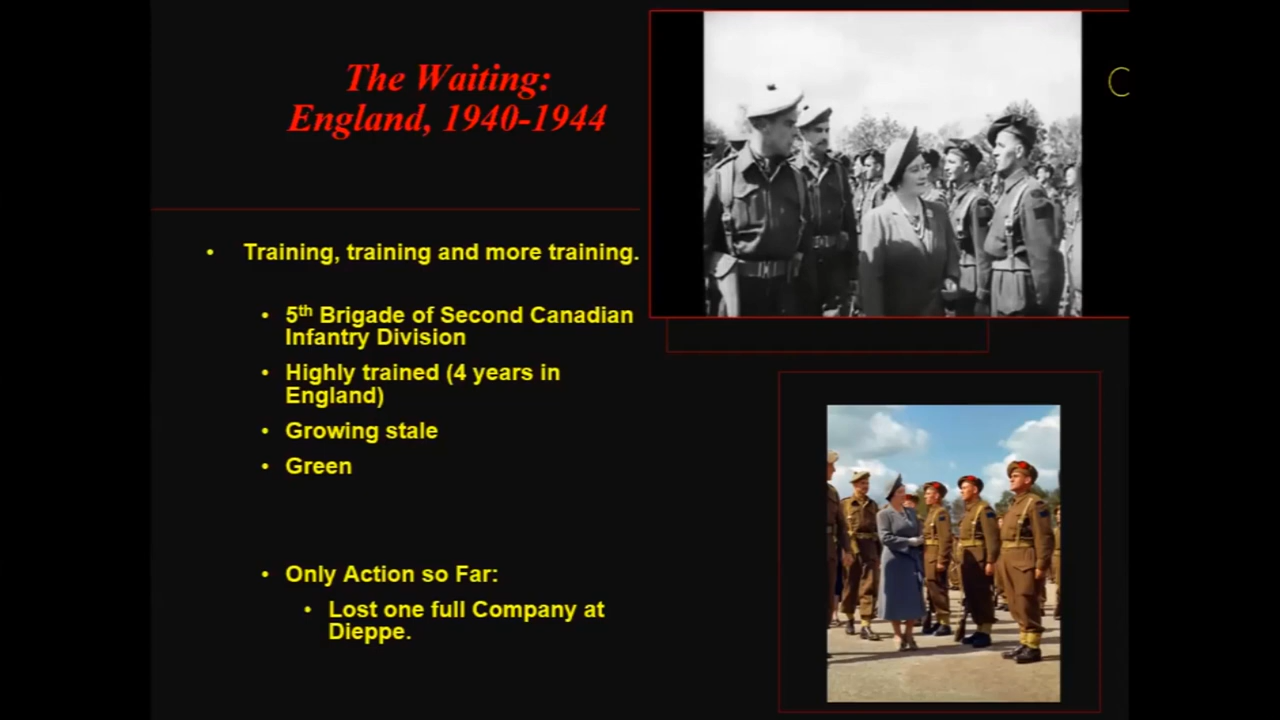 The Waiting:
England, 1940-1944
• Training, training and more training.
• 5th Brigade of Second Canadian
Infantry Division
• Highly trained (4 years in
England)
• Growing stale
• Green
• Only Action so Far:
• Lost one full Company at
Dieppe.